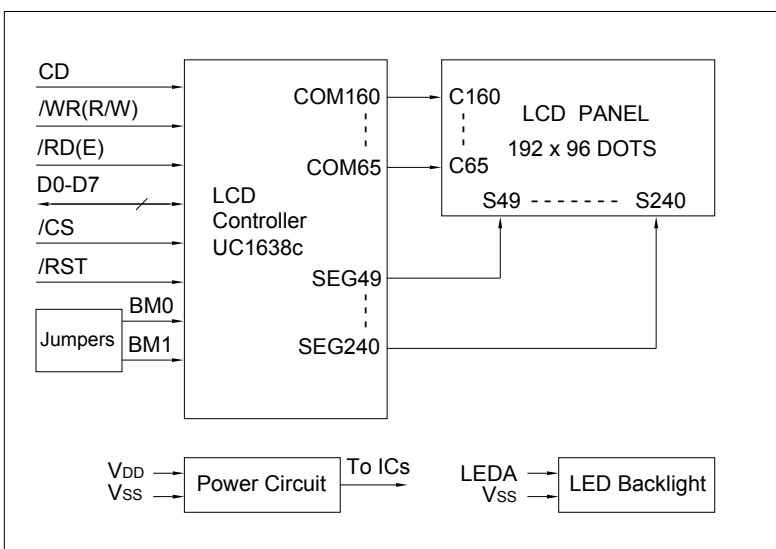 CD
/WR(R/W)
/RD(E)
D0-D7
/CS
/RST
Jumpers
BM0
BM1
LCD
Controller
UC1638c
COM160
COM65
SEG49
SEG240
C160
C65
LCD PANEL
192 x 96 DOTS
S49 - - - - - - - S240
VDD
VSS
Power Circuit
To ICs
LEDA
VSS
LED Backlight